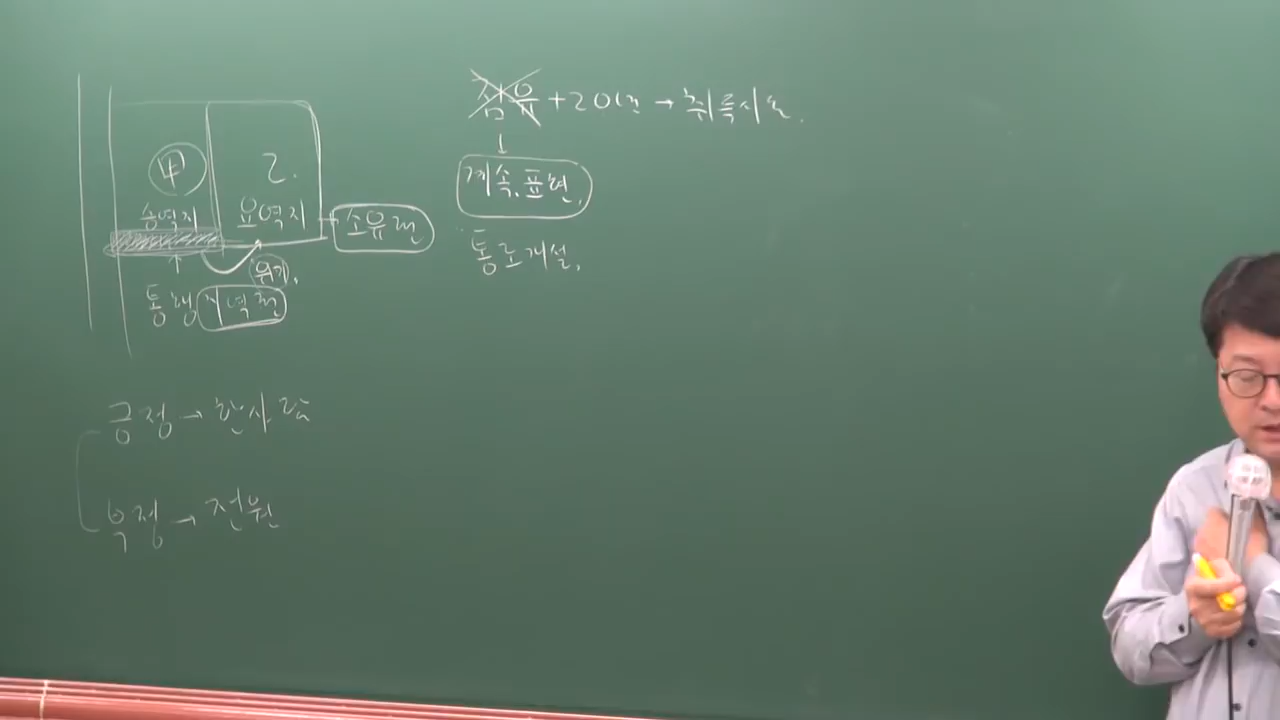 점유 + 20년 → 취득시효.
↓
계속.표현.
통로개설.
甲 乙.
승역지 요역지 - 소유권
↑ 유치.
통행지역권
긍정 → 한사람
부정 → 전원